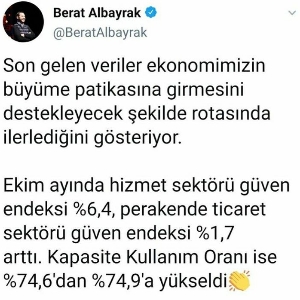 Berat Albayrak
@BeratAlbayrak
Son gelen veriler ekonomimizin
büyüme patikasına girmesini
destekleyecek şekilde rotasında
ilerlediğini gösteriyor.
Ekim ayında hizmet sektörü güven
endeksi %6,4, perakende ticaret
sektörü güven endeksi %1,7
arttı. Kapasite Kullanım Oranı ise
%74,6'dan %74,9'a yükseldi👏